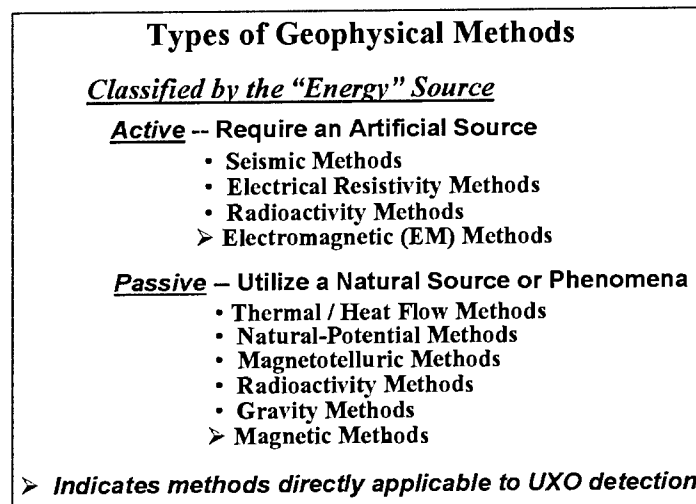 Types of Geophysical Methods
Classified by the “Energy” Source
Active -- Require an Artificial Source
• Seismic Methods
• Electrical Resistivity Methods
• Radioactivity Methods
➢ Electromagnetic (EM) Methods
Passive – Utilize a Natural Source or Phenomena
• Thermal / Heat Flow Methods
• Natural-Potential Methods
• Magnetotelluric Methods
• Radioactivity Methods
• Gravity Methods
➢ Magnetic Methods
➢ Indicates methods directly applicable to UXO detection